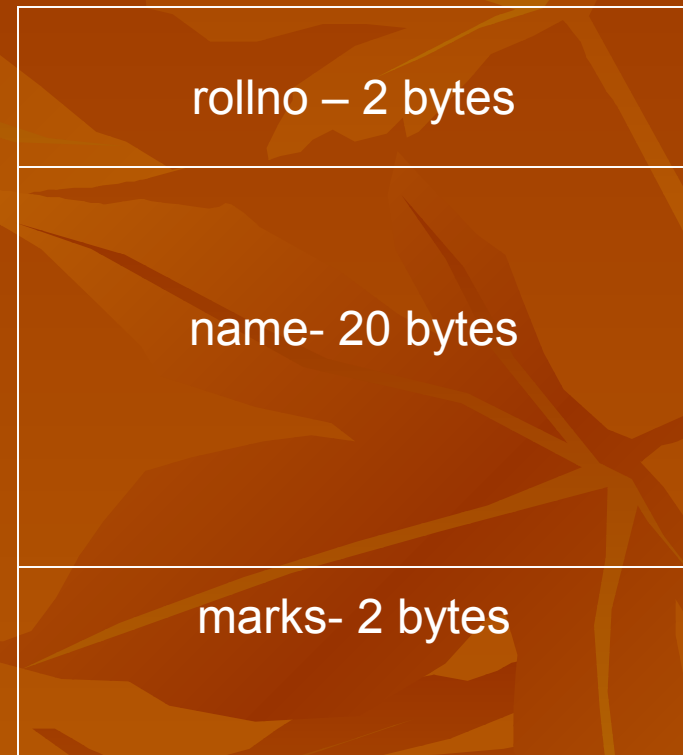 rollno – 2 bytes
name- 20 bytes
marks- 2 bytes